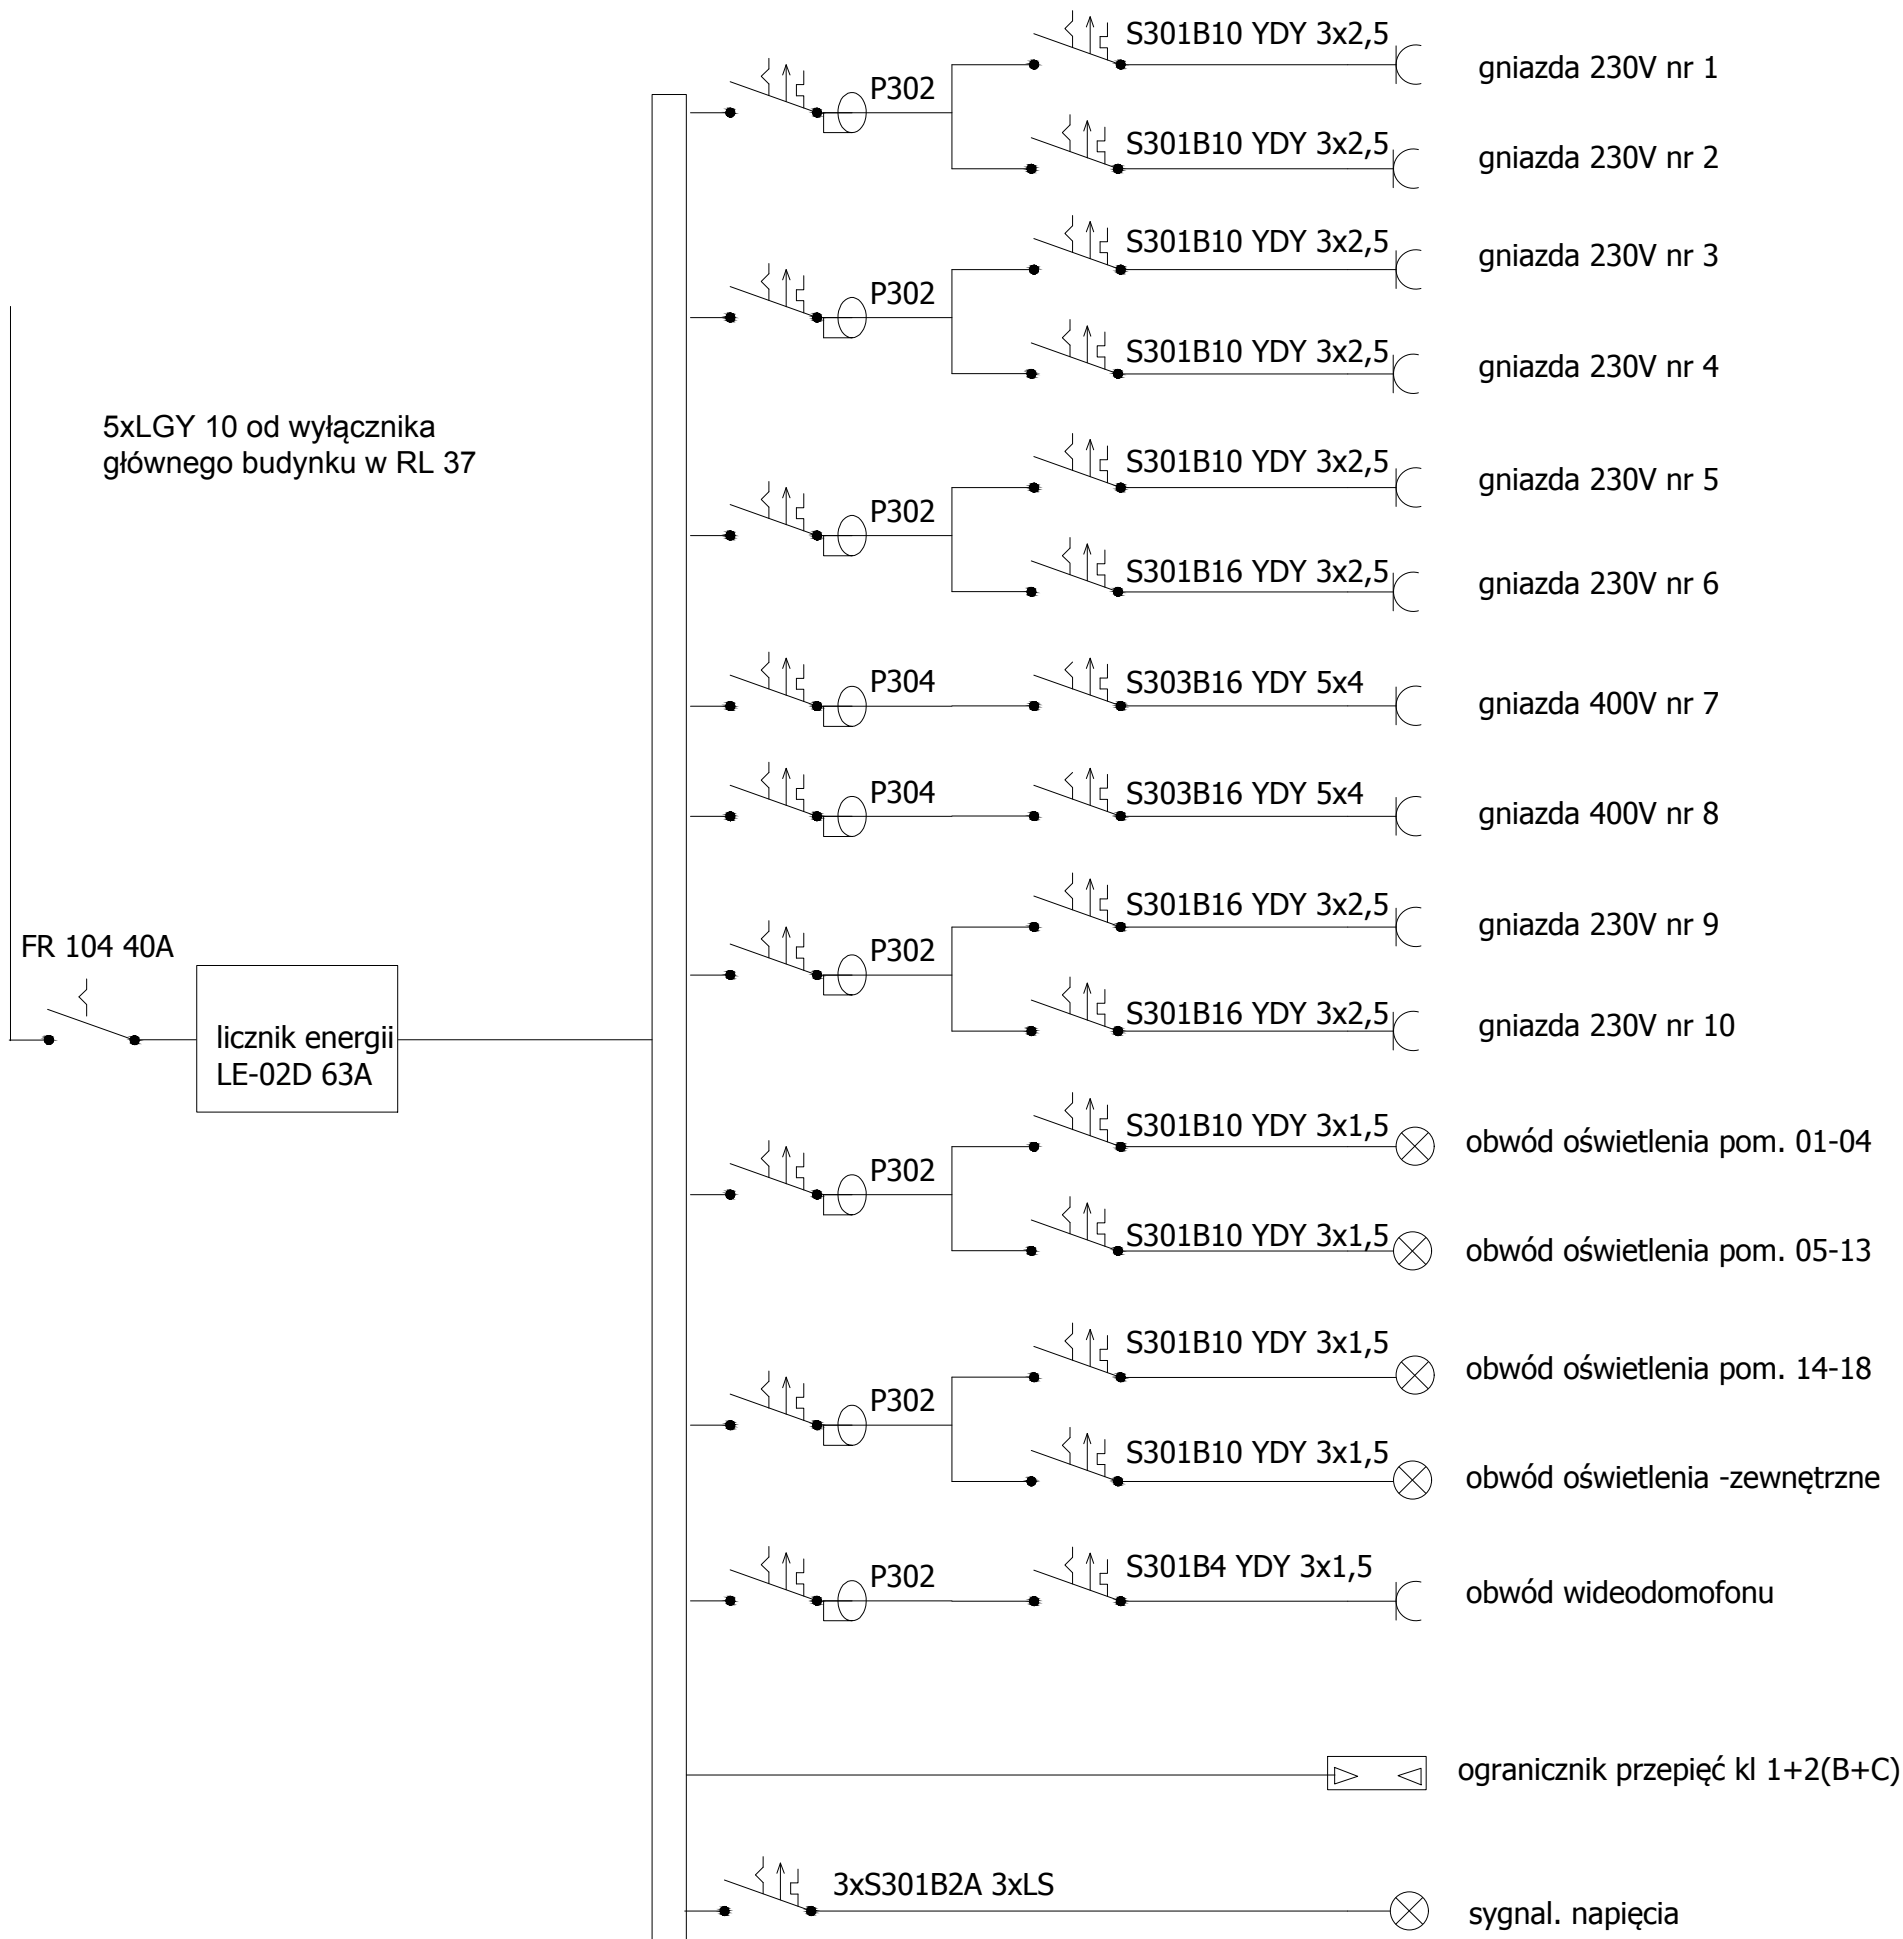 S301B10 YDY 3x2,5
gniazda 230V nr 1
P302
S301B10 YDY 3x2,5
gniazda 230V nr 2
S301B10 YDY 3x2,5
gniazda 230V nr 3
P302
S301B10 YDY 3x2,5
gniazda 230V nr 4
5xLGY 10 od wyłącznika
głównego budynku w RL 37
S301B10 YDY 3x2,5
gniazda 230V nr 5
P302
S301B16 YDY 3x2,5
gniazda 230V nr 6
P304
S303B16 YDY 5x4
gniazda 400V nr 7
P304
S303B16 YDY 5x4
gniazda 400V nr 8
S301B16 YDY 3x2,5
gniazda 230V nr 9
P302
S301B16 YDY 3x2,5
gniazda 230V nr 10
FR 104 40A
licznik energii
LE-02D 63A
S301B10 YDY 3x1,5
obwód oświetlenia pom. 01-04
P302
S301B10 YDY 3x1,5
obwód oświetlenia pom. 05-13
S301B10 YDY 3x1,5
obwód oświetlenia pom. 14-18
P302
S301B10 YDY 3x1,5
obwód oświetlenia -zewnętrzne
P302
S301B4 YDY 3x1,5
obwód wideodomofonu
ogranicznik przepięć kl 1+2(B+C)
3xS301B2A 3xLS
sygnal. napięcia